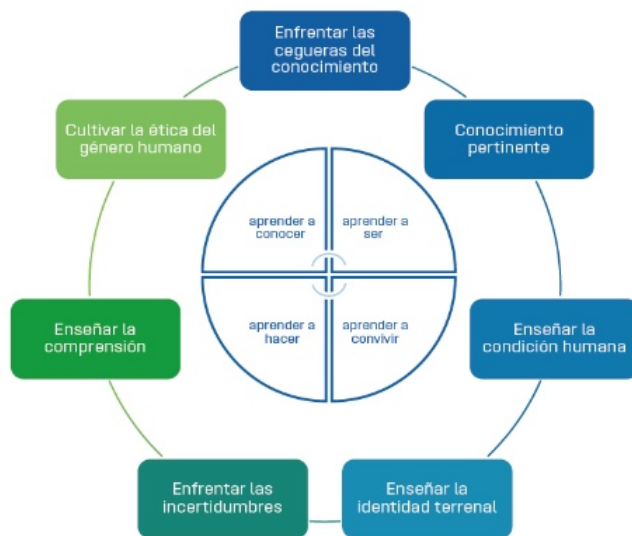 Enfrentar las
cegueras del
conocimiento
Conocimiento
pertinente
Enseñar la
condición humana
Enseñar la
identidad terrenal
Enfrentar las
incertidumbres
Enseñar la
comprensión
Cultivar la ética del
género humano
aprender a
conocer
aprender a
ser
aprender a
hacer
aprender a
convivir